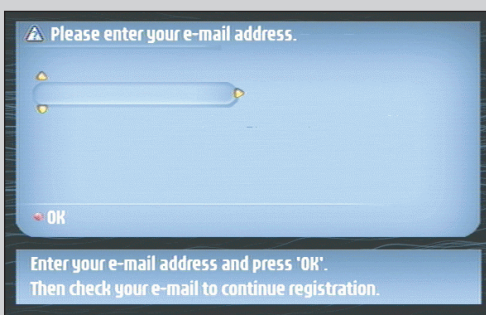 Please enter your e-mail address.
OK
Enter your e-mail address and press 'OK'.
Then check your e-mail to continue registration.